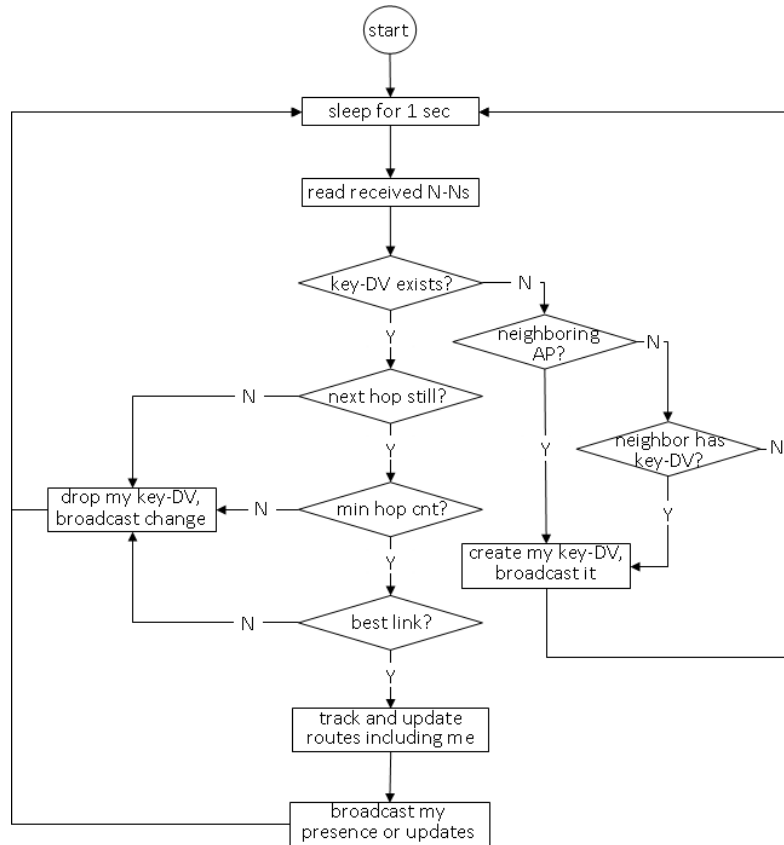 start
sleep for 1 sec
read received N-Ns
key-DV exists?
N
Y
neighboring
AP?
N
next hop still?
N
Y
Y
neighbor has
key-DV?
N
Y
drop my key-DV,
broadcast change
min hop cnt?
N
Y
create my key-DV,
broadcast it
best link?
N
Y
track and update
routes including me
broadcast my
presence or updates